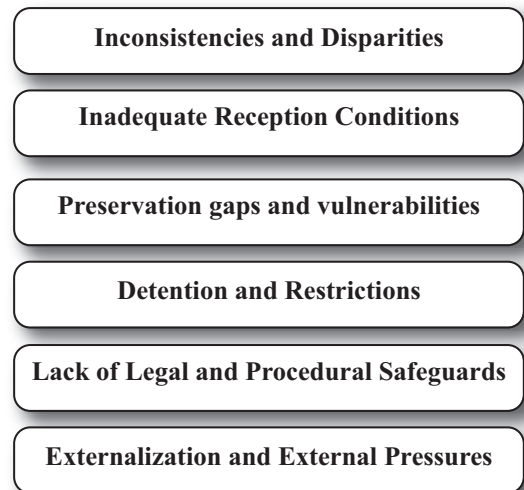 Inconsistencies and Disparities
Inadequate Reception Conditions
Preservation gaps and vulnerabilities
Detention and Restrictions
Lack of Legal and Procedural Safeguards
Externalization and External Pressures